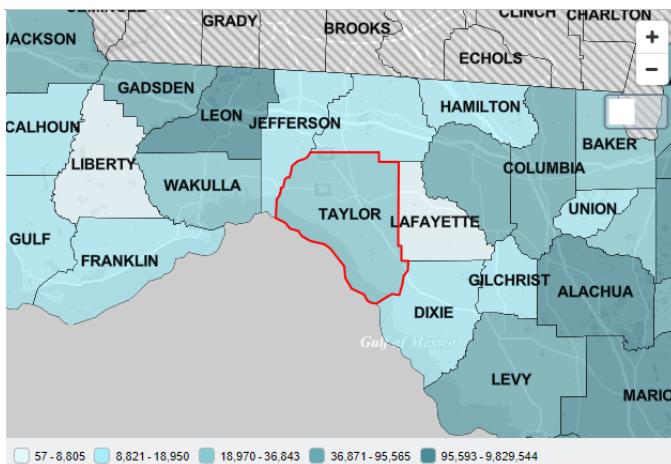 GRADY
BROOKS
CLINCH
CHARLTON
JACKSON
ECHOLS
+
−
GADSDEN
HAMILTON
LEON
CALHOUN
JEFFERSON
BAKER
LIBERTY
COLUMBIA
WAKULLA
UNION
TAYLOR
LAFAYETTE
GULF
FRANKLIN
GILCHRIST
ALACHUA
DIXIE
Gulf of Mexico
LEVY
MARIO
57 - 8,805 8,821 - 18,950 18,970 - 36,843 36,871 - 95,565 95,593 - 9,829,544